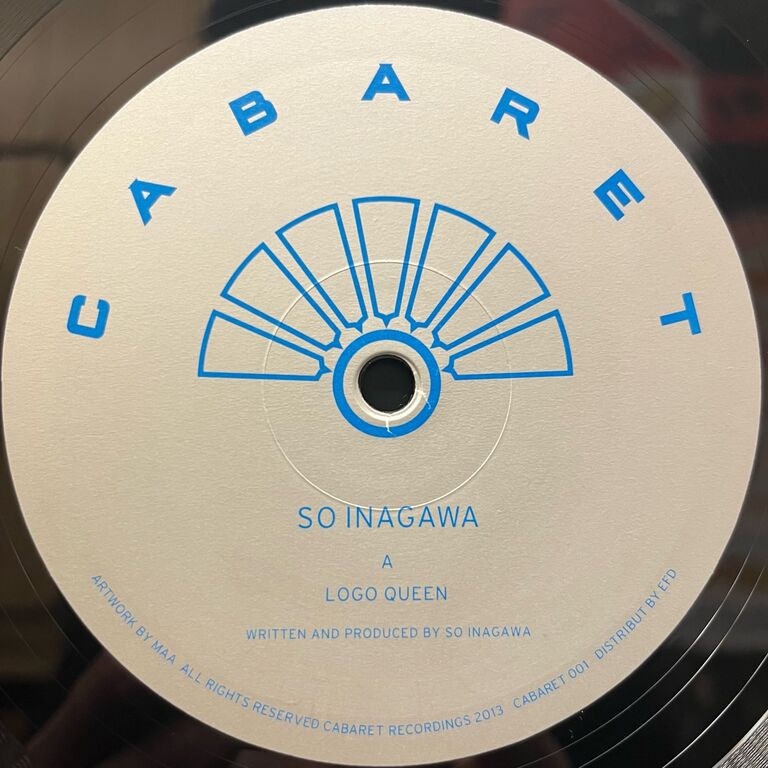 CABARET
SO INAGAWA
A
LOGO QUEEN
WRITTEN AND PRODUCED BY SO INAGAWA
ARTWORK BY MAA ALL RIGHTS RESERVED CABARET RECORDINGS 2013 CABARET 001 DISTRIBUT BY EFD